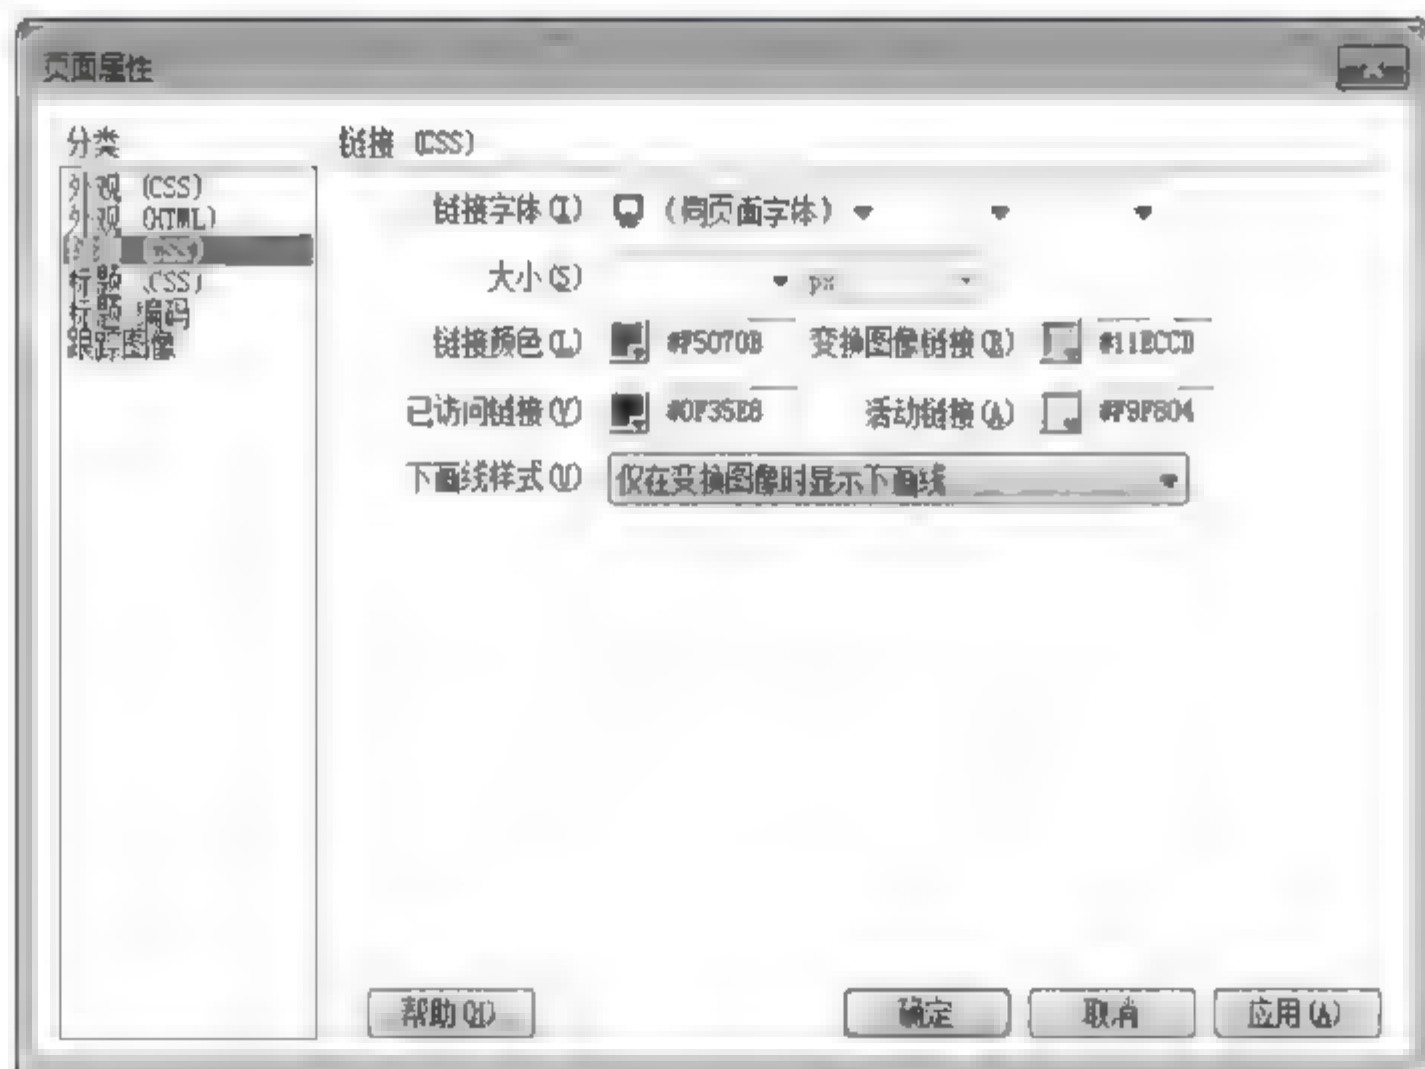 页面属性
分类
外观 (CSS)
外观 (HTML)
(CSS)
标题 (CSS)
标题/编码
跟踪图像
链接 (CSS)
链接字体(I) (同页面字体)
大小(S) px
链接颜色(L) #F5070B 变换图像链接(R) #11ECCD
已访问链接(V) #0F35E8 活动链接(A) #F9F804
下画线样式(U) 仅在变换图像时显示下画线
帮助(H) 确定 取消 应用(A)